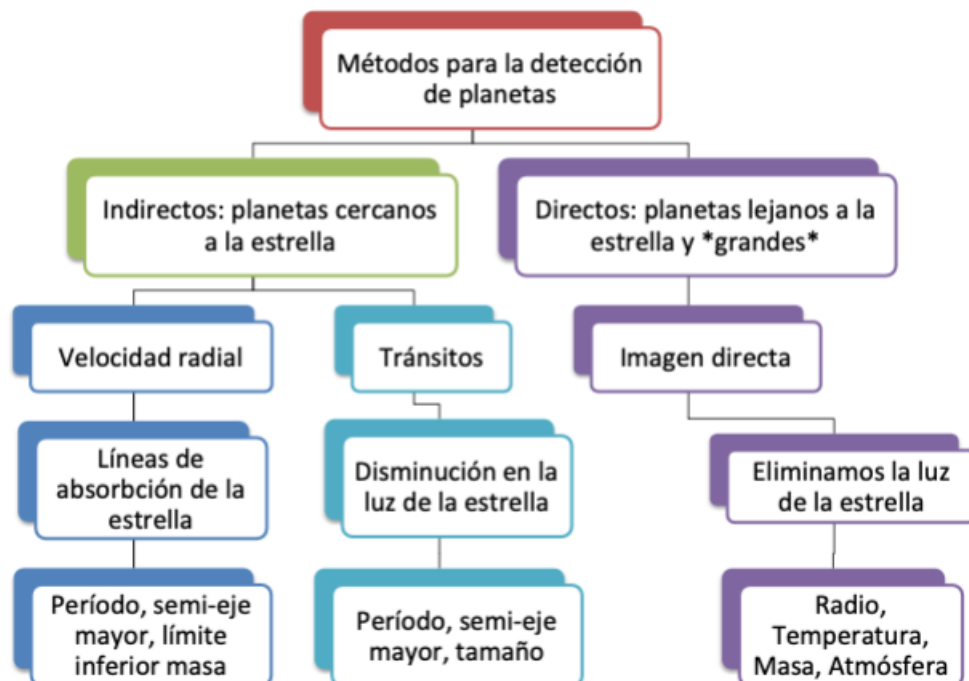 Métodos para la detección
de planetas
Indirectos: planetas cercanos
a la estrella
Directos: planetas lejanos a la
estrella y *grandes*
Velocidad radial
Tránsitos
Imagen directa
Líneas de
absorbción de la
estrella
Disminución en la
luz de la estrella
Eliminamos la luz
de la estrella
Período, semi-eje
mayor, límite
inferior masa
Período, semi-eje
mayor, tamaño
Radio,
Temperatura,
Masa, Atmósfera